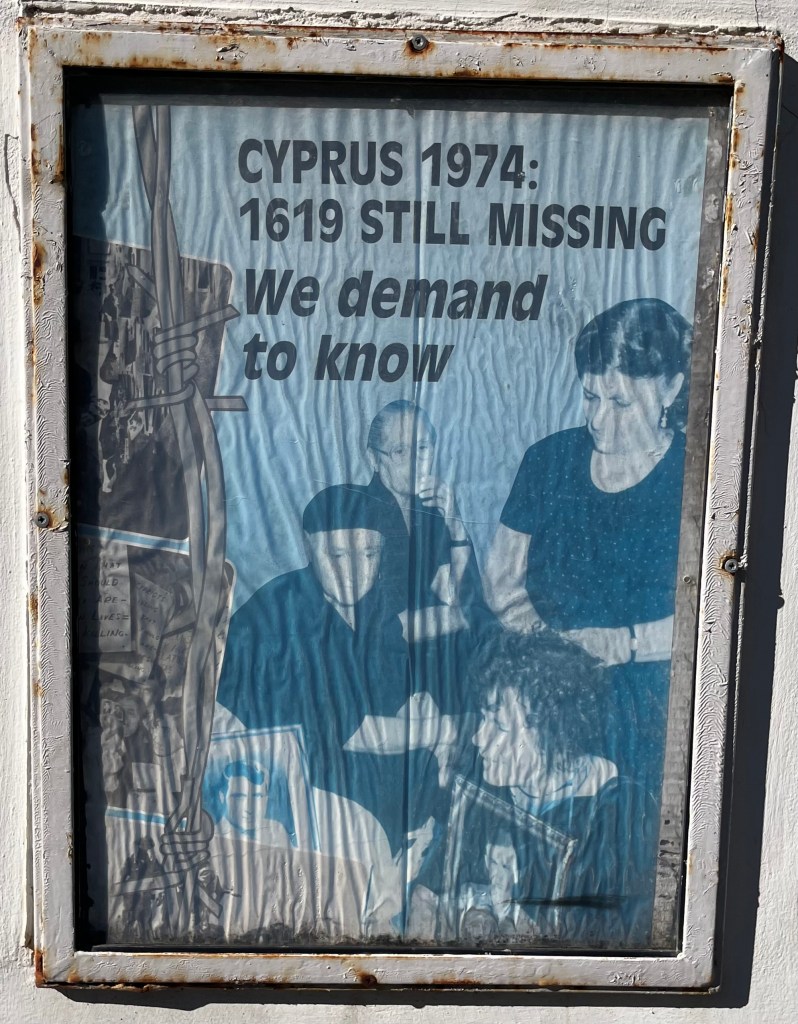 CYPRUS 1974:
1619 STILL MISSING
We demand
to know